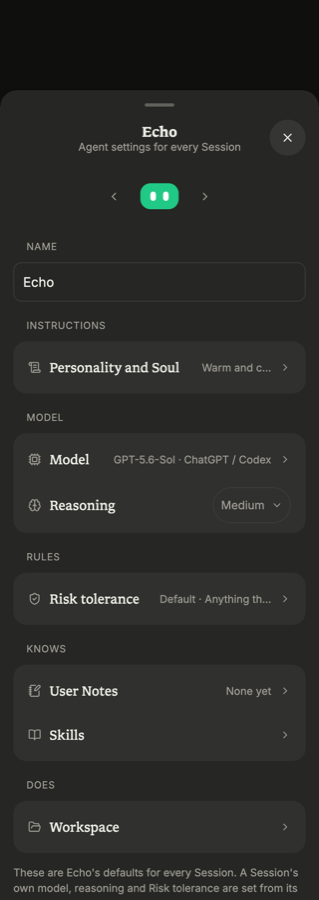 Echo
Agent settings for every Session
NAME
Echo
INSTRUCTIONS
Personality and Soul Warm and c...
MODEL
Model GPT-5.6-Sol · ChatGPT / Codex
Reasoning Medium
RULES
Risk tolerance Default · Anything th...
KNOWS
User Notes None yet
Skills
DOES
Workspace
These are Echo's defaults for every Session. A Session's
own model, reasoning and Risk tolerance are set from its